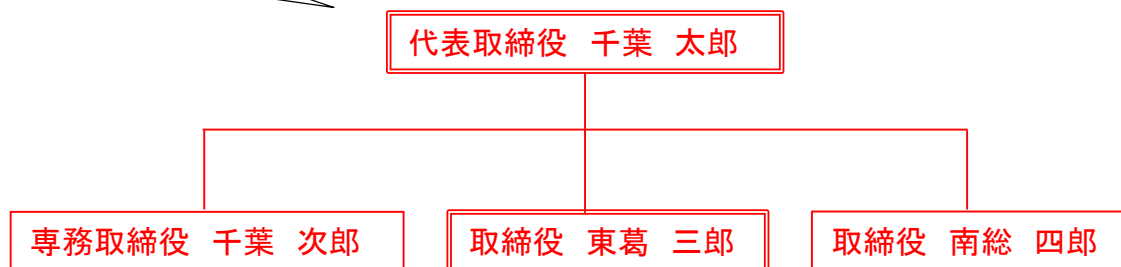 代表取締役 千葉 太郎
専務取締役 千葉 次郎
取締役 東葛 三郎
取締役 南総 四郎